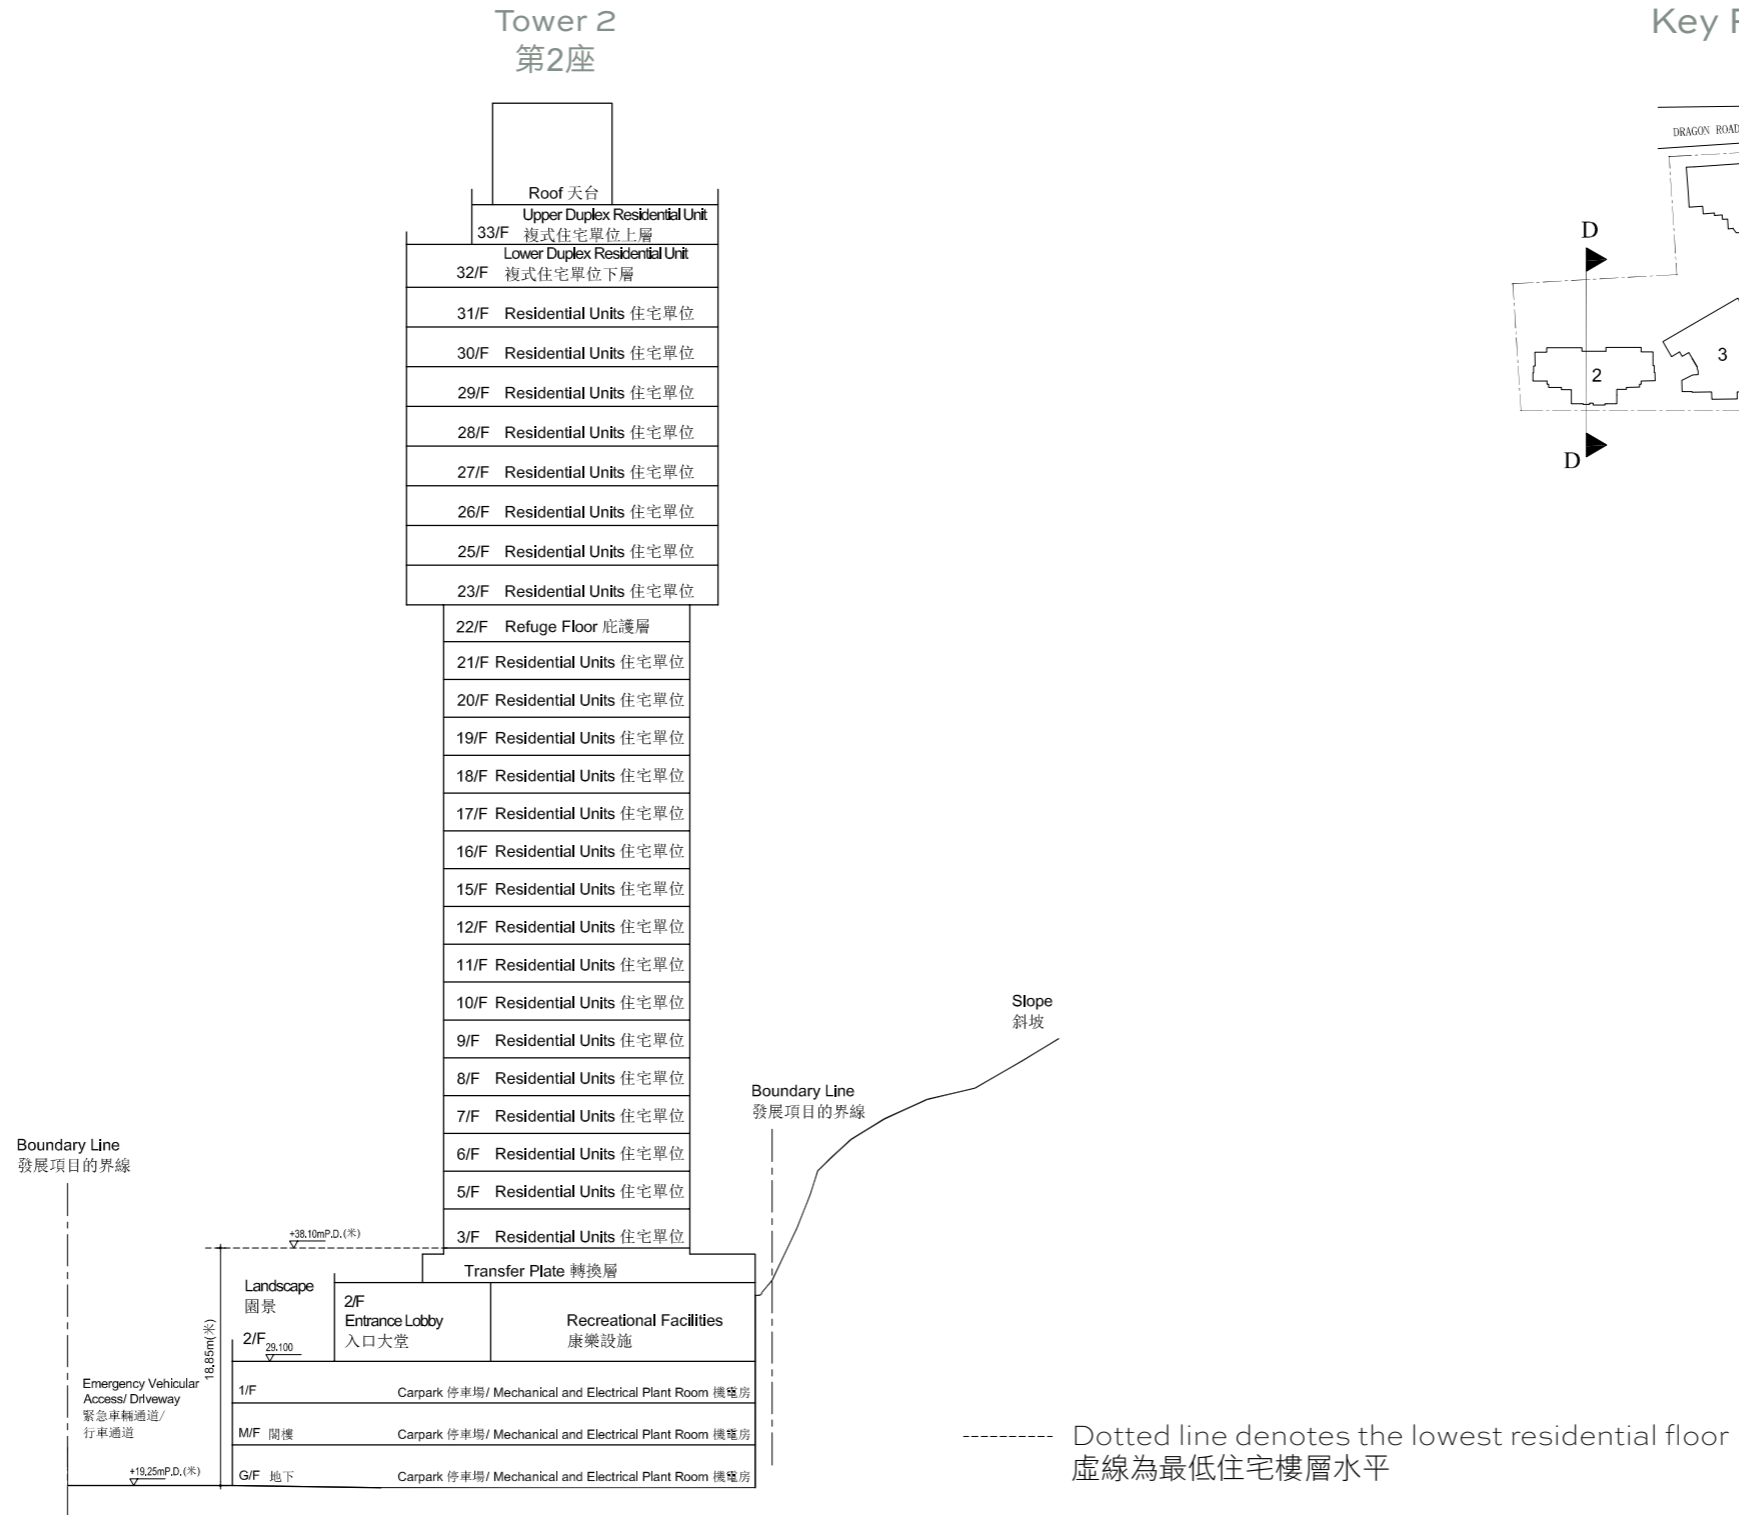 Tower 2
第2座
Key
DRAGON ROAD
Roof 天台
Upper Duplex Residential Unit
33/F 複式住宅單位上層
Lower Duplex Residential Unit
32/F 複式住宅單位下層
31/F Residential Units 住宅單位
30/F Residential Units 住宅單位
29/F Residential Units 住宅單位
28/F Residential Units 住宅單位
27/F Residential Units 住宅單位
26/F Residential Units 住宅單位
25/F Residential Units 住宅單位
23/F Residential Units 住宅單位
22/F Refuge Floor 庇護層
21/F Residential Units 住宅單位
20/F Residential Units 住宅單位
19/F Residential Units 住宅單位
18/F Residential Units 住宅單位
17/F Residential Units 住宅單位
16/F Residential Units 住宅單位
15/F Residential Units 住宅單位
12/F Residential Units 住宅單位
11/F Residential Units 住宅單位
10/F Residential Units 住宅單位
9/F Residential Units 住宅單位
8/F Residential Units 住宅單位
7/F Residential Units 住宅單位
6/F Residential Units 住宅單位
5/F Residential Units 住宅單位
3/F Residential Units 住宅單位
Transfer Plate 轉換層
D
2
3
D
Slope
斜坡
Boundary Line
發展項目的界線
Boundary Line
發展項目的界線
+38.10mP.D.(米)
Landscape
園景
2/F 29.100
2/F
Entrance Lobby
入口大堂
Recreational Facilities
康樂設施
18.85m(米)
Emergency Vehicular
Access/ Driveway
緊急車輛通道/
行車通道
+19.25mP.D.(米)
1/F Carpark 停車場/ Mechanical and Electrical Plant Room 機電房
M/F 閣樓 Carpark 停車場/ Mechanical and Electrical Plant Room 機電房
G/F 地下 Carpark 停車場/ Mechanical and Electrical Plant Room 機電房
Dotted line denotes the lowest residential floor
虛線為最低住宅樓層水平